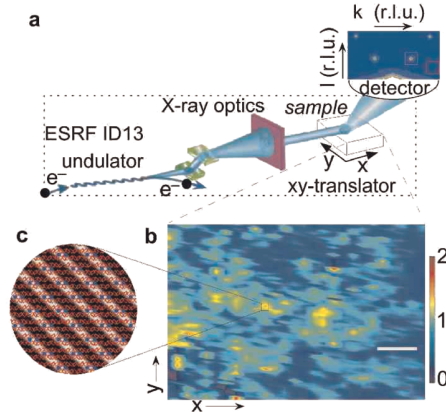 a
k (r.l.u.)
l (r.l.u.)
detector
X-ray optics
sample
ESRF ID13
undulator
e⁻
e⁻
y
x
xy-translator
c
b
2
1
0
y
x